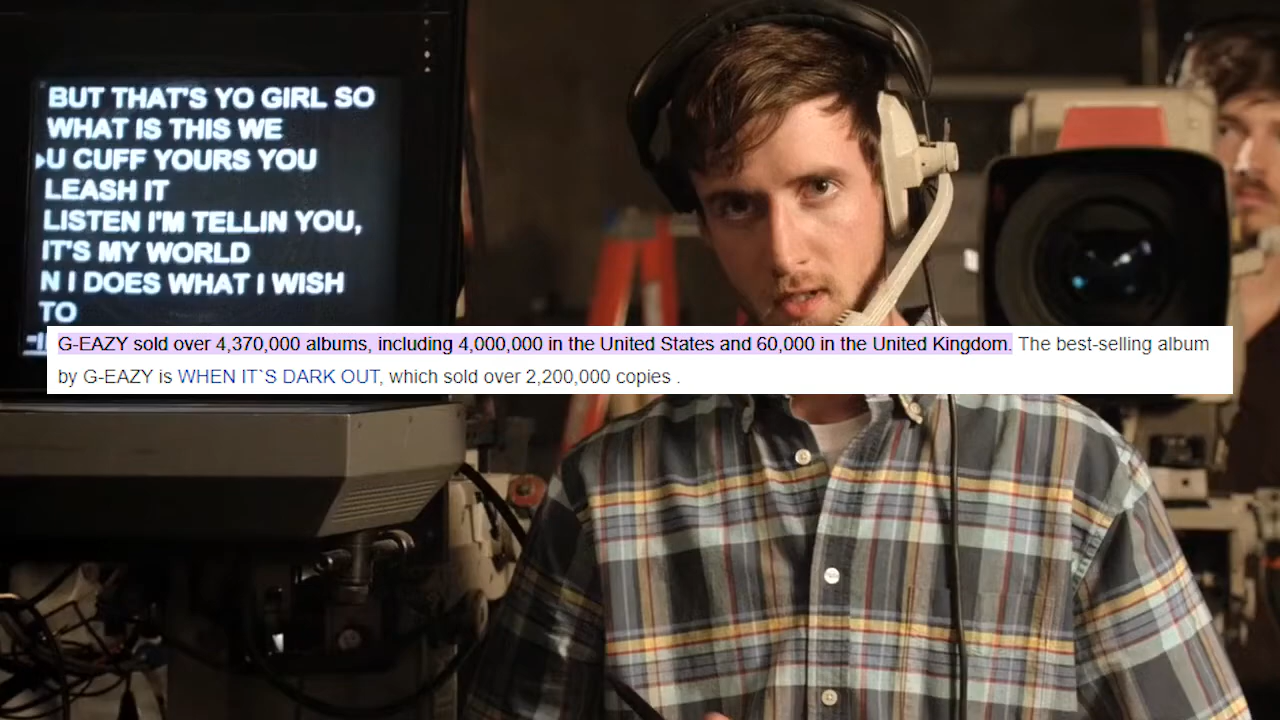 BUT THAT'S YO GIRL SO
WHAT IS THIS WE
U CUFF YOURS YOU
LEASH IT
LISTEN I'M TELLIN YOU,
IT'S MY WORLD
N I DOES WHAT I WISH
TO
G-EAZY sold over 4,370,000 albums, including 4,000,000 in the United States and 60,000 in the United Kingdom. The best-selling album
by G-EAZY is WHEN IT`S DARK OUT, which sold over 2,200,000 copies .